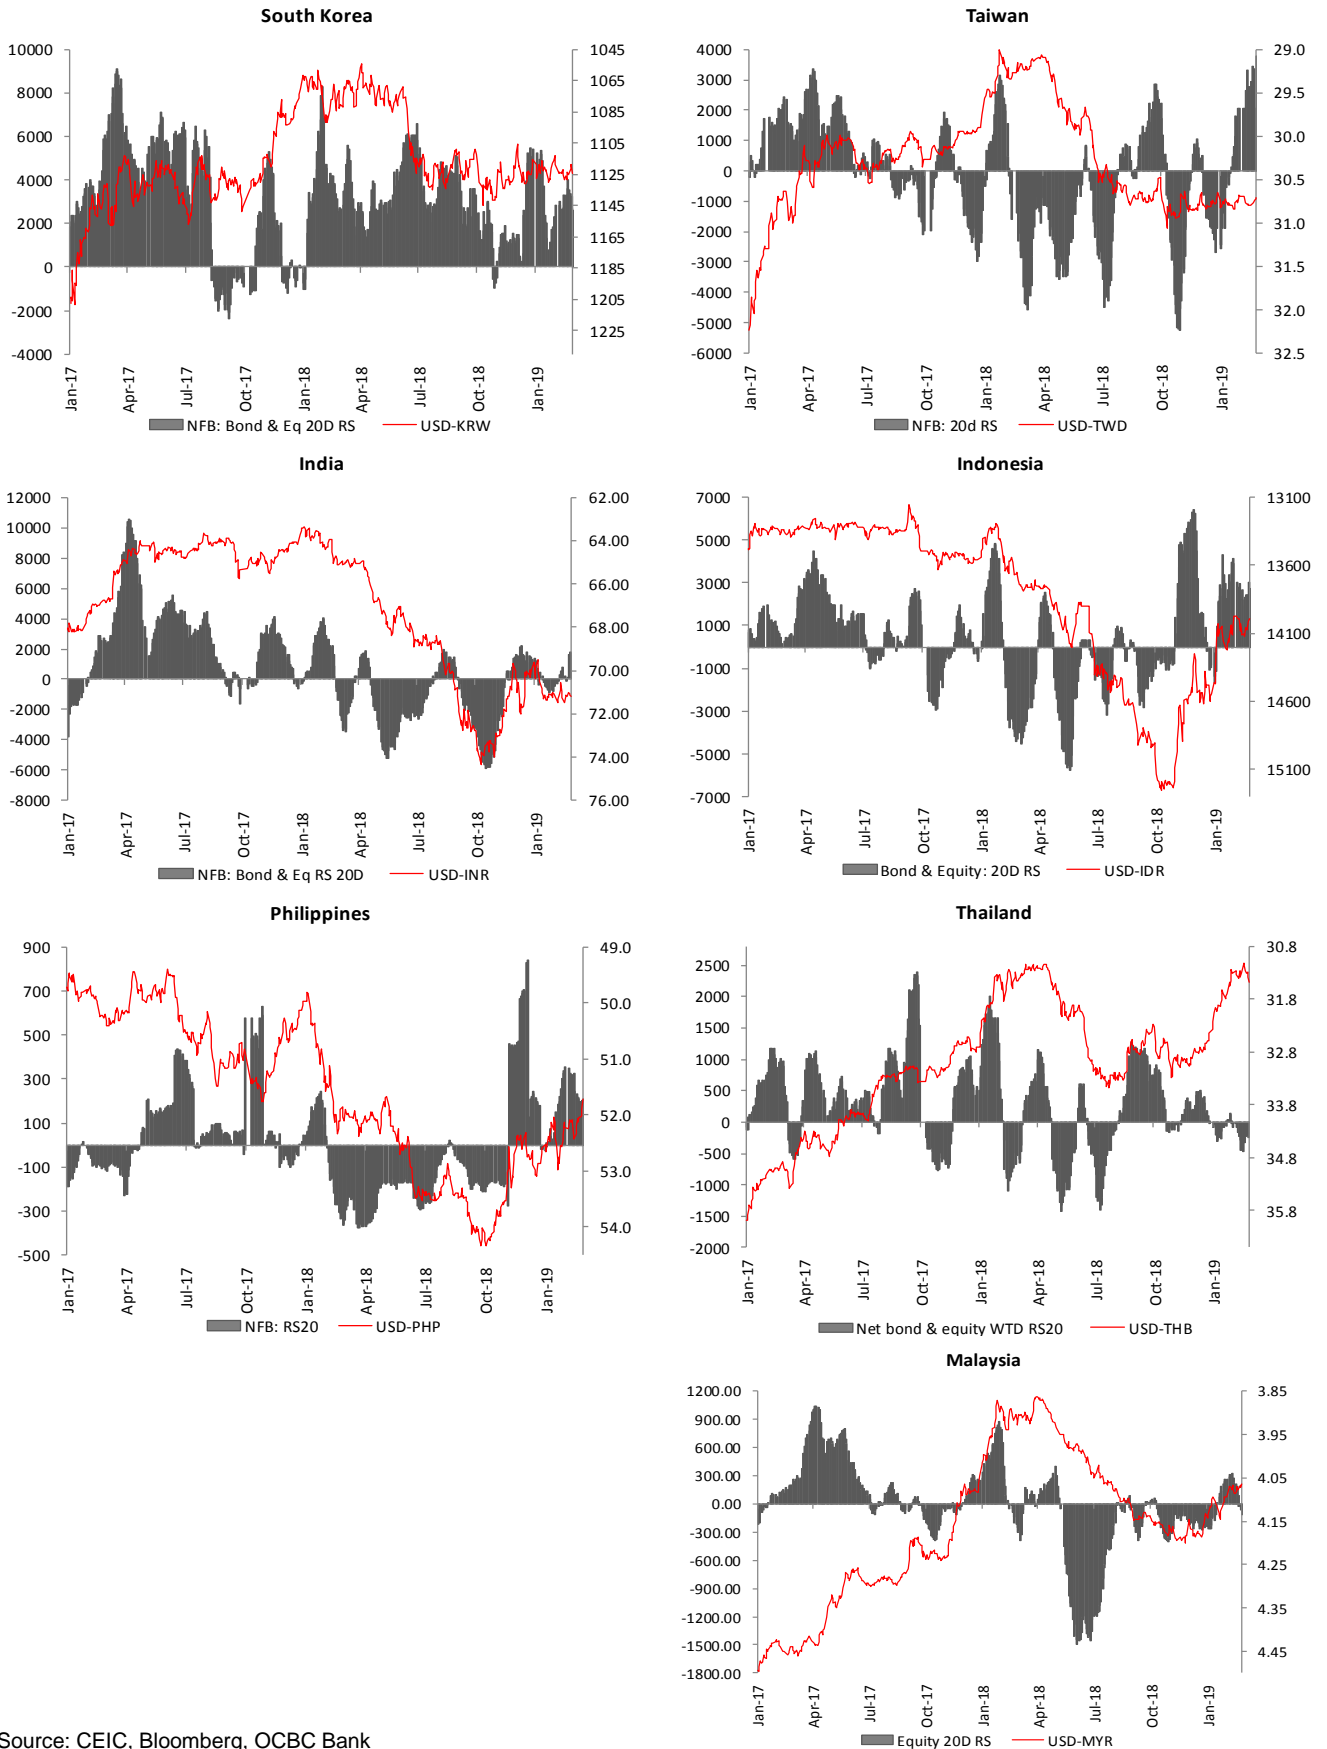 South Korea
10000
8000
6000
4000
2000
0
-2000
-4000
1045
1065
1085
1105
1125
1145
1165
1185
1205
1225
Jan-17
Apr-17
Jul-17
Oct-17
Jan-18
Apr-18
Jul-18
Oct-18
Jan-19
NFB: Bond & Eq 20D RS
USD-KRW
Taiwan
4000
3000
2000
1000
0
-1000
-2000
-3000
-4000
-5000
-6000
29.0
29.5
30.0
30.5
31.0
31.5
32.0
32.5
Jan-17
Apr-17
Jul-17
Oct-17
Jan-18
Apr-18
Jul-18
Oct-18
Jan-19
NFB: 20d RS
USD-TWD
India
12000
10000
8000
6000
4000
2000
0
-2000
-4000
-6000
-8000
62.00
64.00
66.00
68.00
70.00
72.00
74.00
76.00
Jan-17
Apr-17
Jul-17
Oct-17
Jan-18
Apr-18
Jul-18
Oct-18
Jan-19
NFB: Bond & Eq RS 20D
USD-INR
Indonesia
7000
5000
3000
1000
-1000
-3000
-5000
-7000
13100
13600
14100
14600
15100
Jan-17
Apr-17
Jul-17
Oct-17
Jan-18
Apr-18
Jul-18
Oct-18
Jan-19
Bond & Equity: 20D RS
USD-IDR
Philippines
900
700
500
300
100
-100
-300
-500
49.0
50.0
51.0
52.0
53.0
54.0
Jan-17
Apr-17
Jul-17
Oct-17
Jan-18
Apr-18
Jul-18
Oct-18
Jan-19
NFB: RS20
USD-PHP
Thailand
2500
2000
1500
1000
500
0
-500
-1000
-1500
-2000
30.8
31.8
32.8
33.8
34.8
35.8
Jan-17
Apr-17
Jul-17
Oct-17
Jan-18
Apr-18
Jul-18
Oct-18
Jan-19
Net bond & equity WTD RS20
USD-THB
Malaysia
1200.00
900.00
600.00
300.00
0.00
-300.00
-600.00
-900.00
-1200.00
-1500.00
-1800.00
3.85
3.95
4.05
4.15
4.25
4.35
4.45
Jan-17
Apr-17
Jul-17
Oct-17
Jan-18
Apr-18
Jul-18
Oct-18
Jan-19
Equity 20D RS
USD-MYR
Source: CEIC, Bloomberg, OCBC Bank